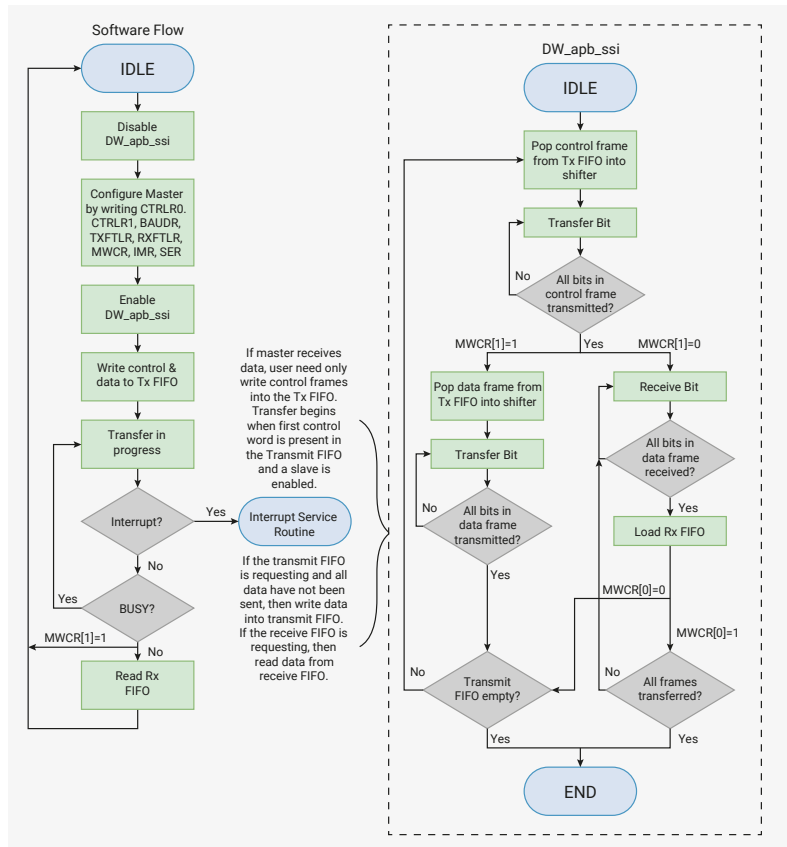 Software Flow
IDLE
Disable
DW_apb_ssi
Configure Master
by writing CTRLR0.
CTRLR1, BAUDR,
TXFTLR, RXFTLR,
MWCR, IMR, SER
Enable
DW_apb_ssi
Write control &
data to Tx FIFO
Transfer in
progress
Interrupt?
Yes
Interrupt Service
Routine
No
BUSY?
Yes
MWCR[1]=1
No
Read Rx
FIFO
If master receives
data, user need only
write control frames
into the Tx FIFO.
Transfer begins
when first control
word is present in
the Transmit FIFO
and a slave is
enabled.
If the transmit FIFO
is requesting and all
data have not been
sent, then write data
into transmit FIFO.
If the receive FIFO is
requesting, then
read data from
receive FIFO.
DW_apb_ssi
IDLE
Pop control frame
from Tx FIFO into
shifter
Transfer Bit
No
All bits in
control frame
transmitted?
MWCR[1]=1
Yes
MWCR[1]=0
Pop data frame from
Tx FIFO into shifter
Transfer Bit
No
All bits in
data frame
transmitted?
Yes
Receive Bit
All bits in
data frame
received?
Yes
Load Rx FIFO
MWCR[0]=0
MWCR[0]=1
No
Transmit
FIFO empty?
Yes
No
All frames
transferred?
Yes
END